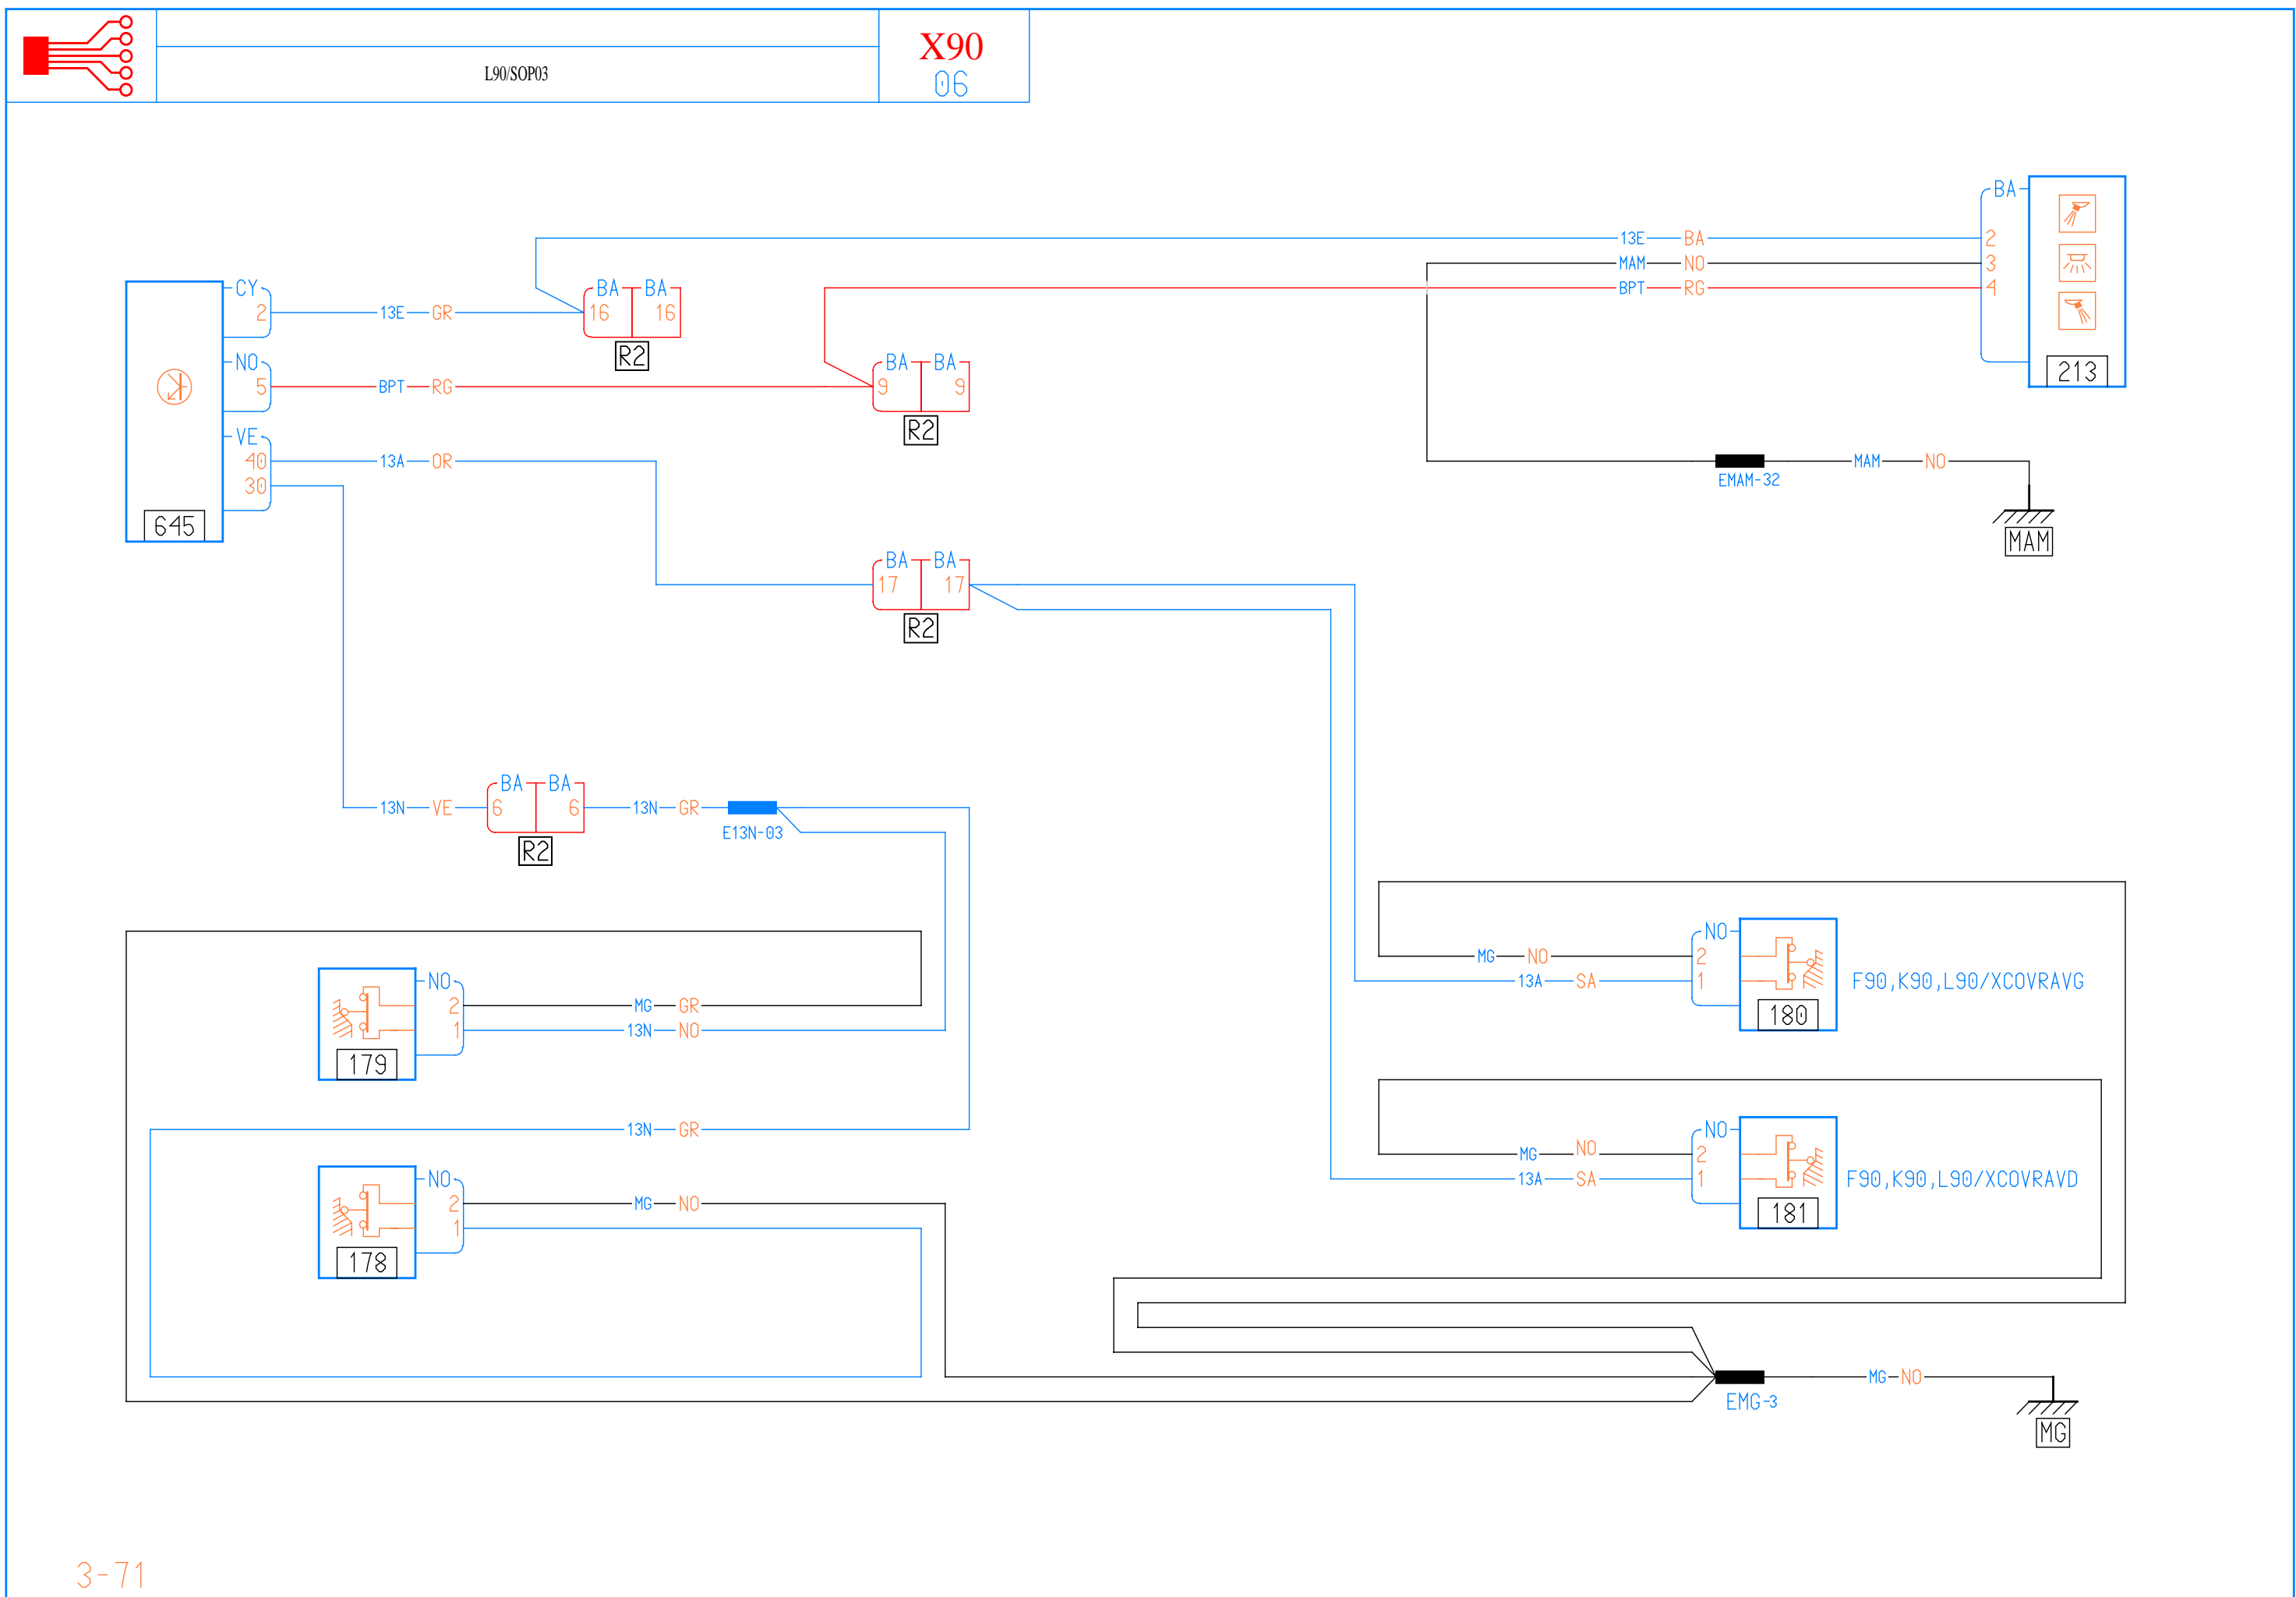 X90
L90/SOP03
06
BA
13E BA 2
MAM NO 3
BPT RG 4
213
CY
2 13E GR
BA BA
16 16
R2
NO
5 BPT RG
BA BA
9 9
R2
VE
40 13A OR
30
645
EMAM-32
MAM NO
MAM
BA BA
17 17
R2
BA BA
13N VE 6 6 13N GR
E13N-03
R2
NO
MG NO 2
13A SA 1
180
F90,K90,L90/XCOVRAVG
NO
2 MG GR
1 13N NO
179
13N GR
NO
MG NO 2
13A SA 1
181
F90,K90,L90/XCOVRAVD
NO
2 MG NO
1
178
EMG-3
MG NO
MG
3-71